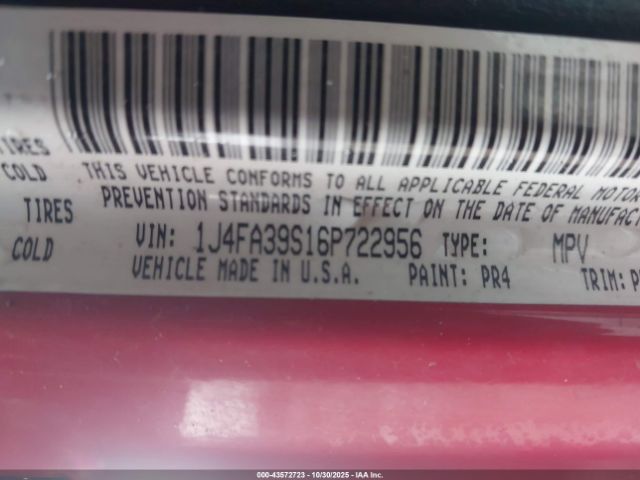 TIRES
COLD
THIS VEHICLE CONFORMS TO ALL APPLICABLE FEDERAL MOTOR
PREVENTION STANDARDS IN EFFECT ON THE DATE OF MANUFACT
TIRES
COLD
VIN: 1J4FA39S16P722956 TYPE: MPV
VEHICLE MADE IN U.S.A. PAINT: PR4 TRIM: P
000-43572723 | 10/30/2025 | IAA Inc.